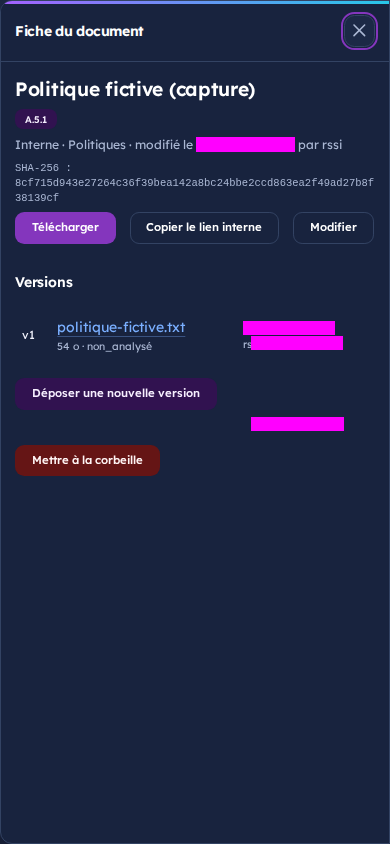 Fiche du document
Politique fictive (capture)
A.5.1
Interne · Politiques · modifié le par rssi
SHA-256 :
8cf715d943e27264c36f39bea142a8bc24bbe2ccd863ea2f49ad27b8f
38139cf
Télécharger Copier le lien interne Modifier
Versions
v1 politique-fictive.txt
54 o · non_analysé
Déposer une nouvelle version
Mettre à la corbeille